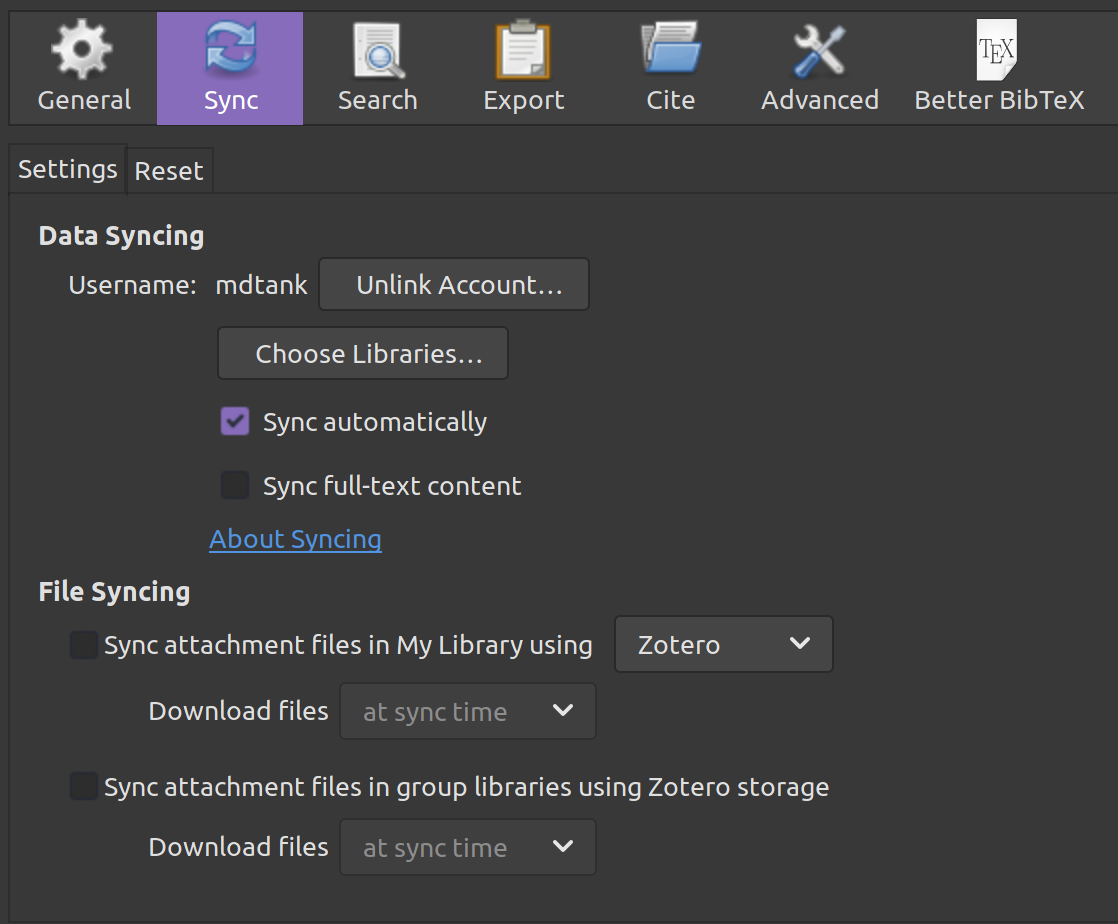 General Sync Search Export Cite Advanced TEX Better BibTeX
Settings Reset
Data Syncing
Username: mdtank Unlink Account...
Choose Libraries...
Sync automatically
Sync full-text content
About Syncing
File Syncing
Sync attachment files in My Library using Zotero
Download files at sync time
Sync attachment files in group libraries using Zotero storage
Download files at sync time